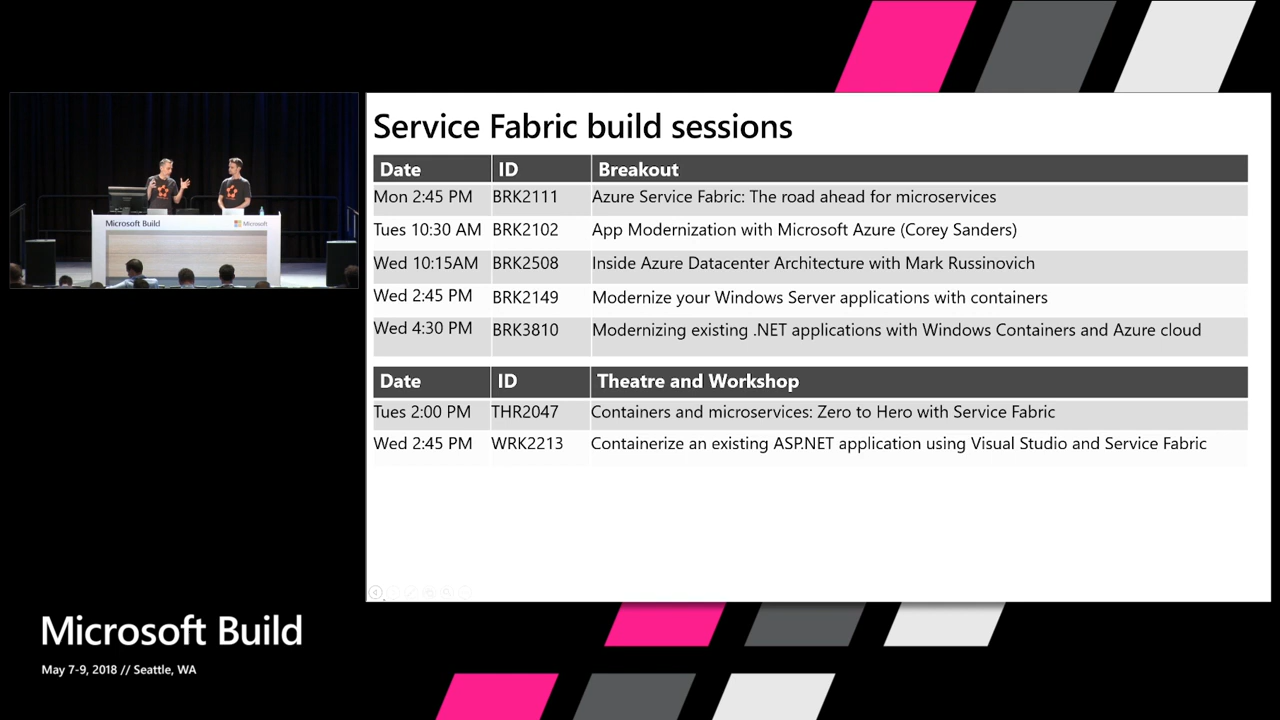 Service Fabric build sessions
Date ID Breakout
Mon 2:45 PM BRK2111 Azure Service Fabric: The road ahead for microservices
Tues 10:30 AM BRK2102 App Modernization with Microsoft Azure (Corey Sanders)
Wed 10:15AM BRK2508 Inside Azure Datacenter Architecture with Mark Russinovich
Wed 2:45 PM BRK2149 Modernize your Windows Server applications with containers
Wed 4:30 PM BRK3810 Modernizing existing .NET applications with Windows Containers and Azure cloud
Date ID Theatre and Workshop
Tues 2:00 PM THR2047 Containers and microservices: Zero to Hero with Service Fabric
Wed 2:45 PM WRK2213 Containerize an existing ASP.NET application using Visual Studio and Service Fabric
Microsoft Build
Microsoft
Microsoft Build
May 7-9, 2018 // Seattle, WA